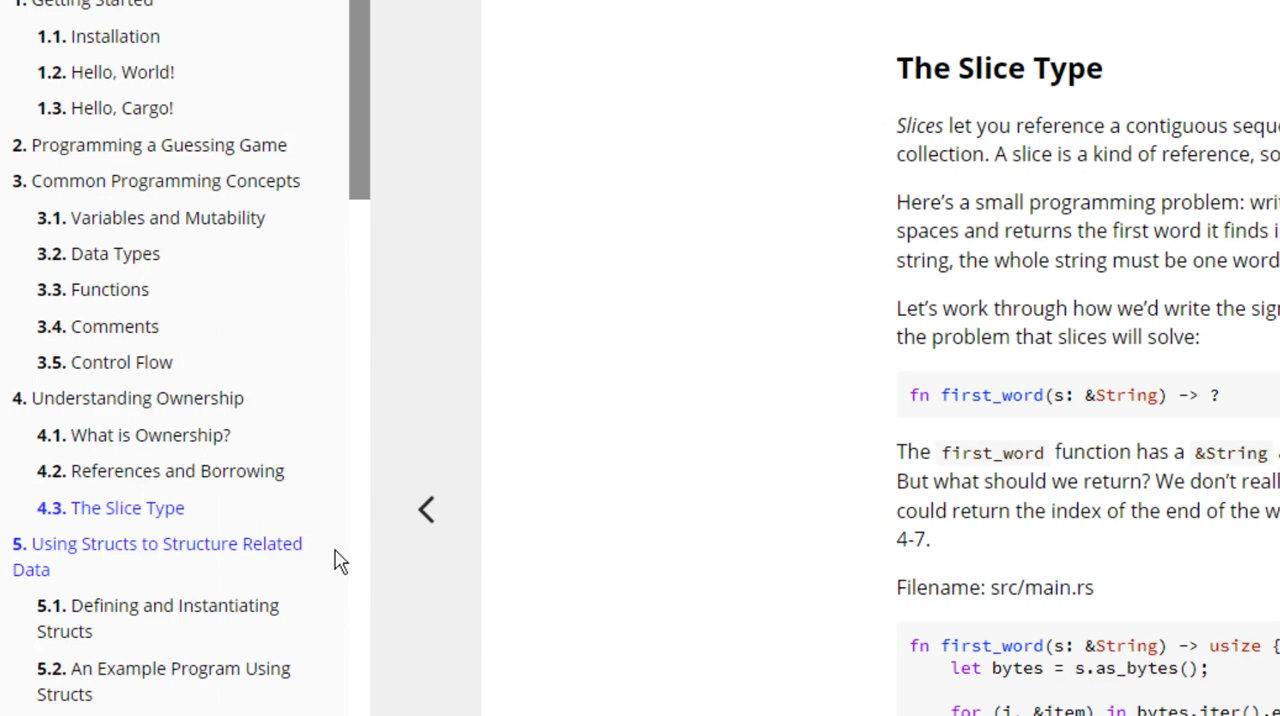 1. Getting Started
1.1. Installation
1.2. Hello, World!
1.3. Hello, Cargo!
2. Programming a Guessing Game
3. Common Programming Concepts
3.1. Variables and Mutability
3.2. Data Types
3.3. Functions
3.4. Comments
3.5. Control Flow
4. Understanding Ownership
4.1. What is Ownership?
4.2. References and Borrowing
4.3. The Slice Type
5. Using Structs to Structure Related
Data
5.1. Defining and Instantiating
Structs
5.2. An Example Program Using
Structs
The Slice Type
Slices let you reference a contiguous
collection. A slice is a kind of reference,
Here's a small programming problem:
spaces and returns the first word it finds
string, the whole string must be one word
Let's work through how we'd write the
the problem that slices will solve:
fn first_word(s: &String) -> ?
The first_word function has a &String
But what should we return? We don't
could return the index of the end of the
4-7.
Filename: src/main.rs
fn first_word(s: &String) -> usize {
let bytes = s.as_bytes();
for (i, &item) in bytes.iter().